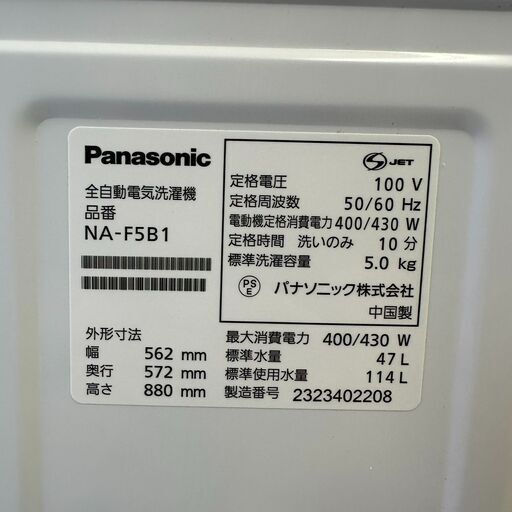 Panasonic
全自動電気洗濯機
品番
NA-F5B1
外形寸法
幅 562 mm
奥行 572 mm
高さ 880 mm
S JET
定格電圧 100 V
定格周波数 50/60 Hz
電動機定格消費電力 400/430 W
定格時間 洗いのみ 10 分
標準洗濯容量 5.0 kg
PS E パナソニック株式会社
中国製
最大消費電力 400/430 W
標準水量 47 L
標準使用水量 114 L
製造番号 2323402208